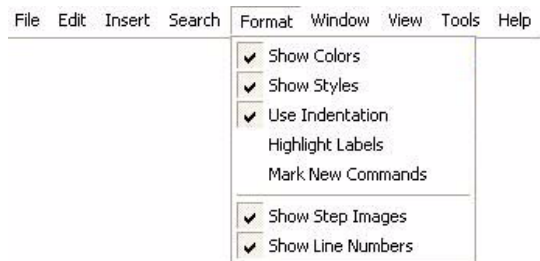 File Edit Insert Search Format Window View Tools Help
Show Colors
Show Styles
Use Indentation
Highlight Labels
Mark New Commands
Show Step Images
Show Line Numbers